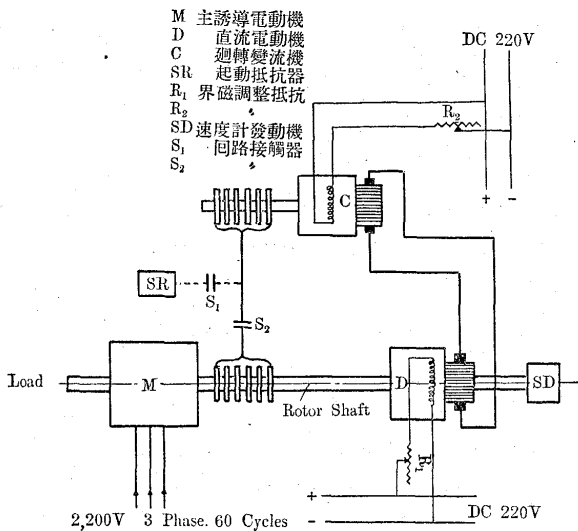 M 主誘導電動機
D 直流電動機
C 廻轉變流機
SR 起動抵抗器
R₁ 界磁調整抵抗
R₂ 〃
SD 速度計發動機
S₁ 回路接觸器
S₂ 〃
DC 220V
R₂
+ −
C
SR
S₁
S₂
Load
M
Rotor Shaft
D
SD
R₁
+
−
DC 220V
2,200V 3 Phase. 60 Cycles